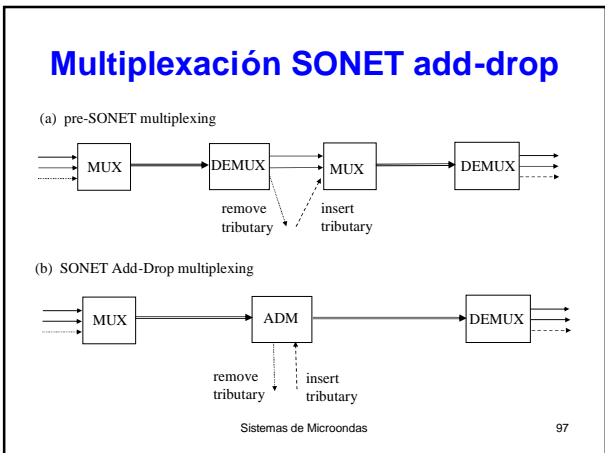 Multiplexación SONET add-drop
(a) pre-SONET multiplexing
MUX DEMUX MUX DEMUX
remove tributary
insert tributary
(b) SONET Add-Drop multiplexing
MUX ADM DEMUX
remove tributary
insert tributary
Sistemas de Microondas 97